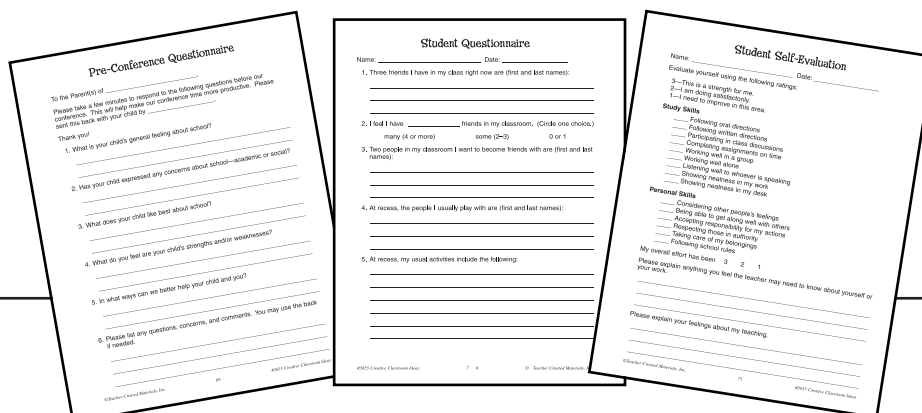 Pre-Conference Questionnaire
To the Parent(s) of ,
Please take a few minutes to respond to the following questions before our
conference. This will help make our conference time more productive. Please
sent this back with your child by .
Thank you!
1. What is your child's general feeling about school?
2. Has your child expressed any concerns about school—academic or social?
3. What does your child like best about school?
4. What do you feel are your child's strengths and/or weaknesses?
5. In what ways can we better help your child and you?
6. Please list any questions, concerns, and comments. You may use the back
if needed.
©Teacher Created Materials, Inc. 69 #3055 Creative Classroom Ideas
Student Questionnaire
Name: Date:
1. Three friends I have in my class right now are (first and last names):
2. I feel I have friends in my classroom. (Circle one choice.)
many (4 or more) some (2–3) 0 or 1
3. Two people in my classroom I want to become friends with are (first and last
names):
4. At recess, the people I usually play with are (first and last names):
5. At recess, my usual activities include the following:
#3055 Creative Classroom Ideas 7 0 © Teacher Created Materials, Inc.
Student Self-Evaluation
Name: Date:
Evaluate yourself using the following ratings:
3—This is a strength for me.
2—I am doing satisfactorily.
1—I need to improve in this area.
Study Skills
Following oral directions
Following written directions
Participating in class discussions
Completing assignments on time
Working well in a group
Working well alone
Listening well to whoever is speaking
Showing neatness in my work
Showing neatness in my desk
Personal Skills
Considering other people's feelings
Being able to get along well with others
Accepting responsibility for my actions
Respecting those in authority
Taking care of my belongings
Following school rules
My overall effort has been 3 2 1
Please explain anything you feel the teacher may need to know about yourself or
your work.
Please explain your feelings about my teaching.
©Teacher Created Materials, Inc. 71 #3055 Creative Classroom Ideas